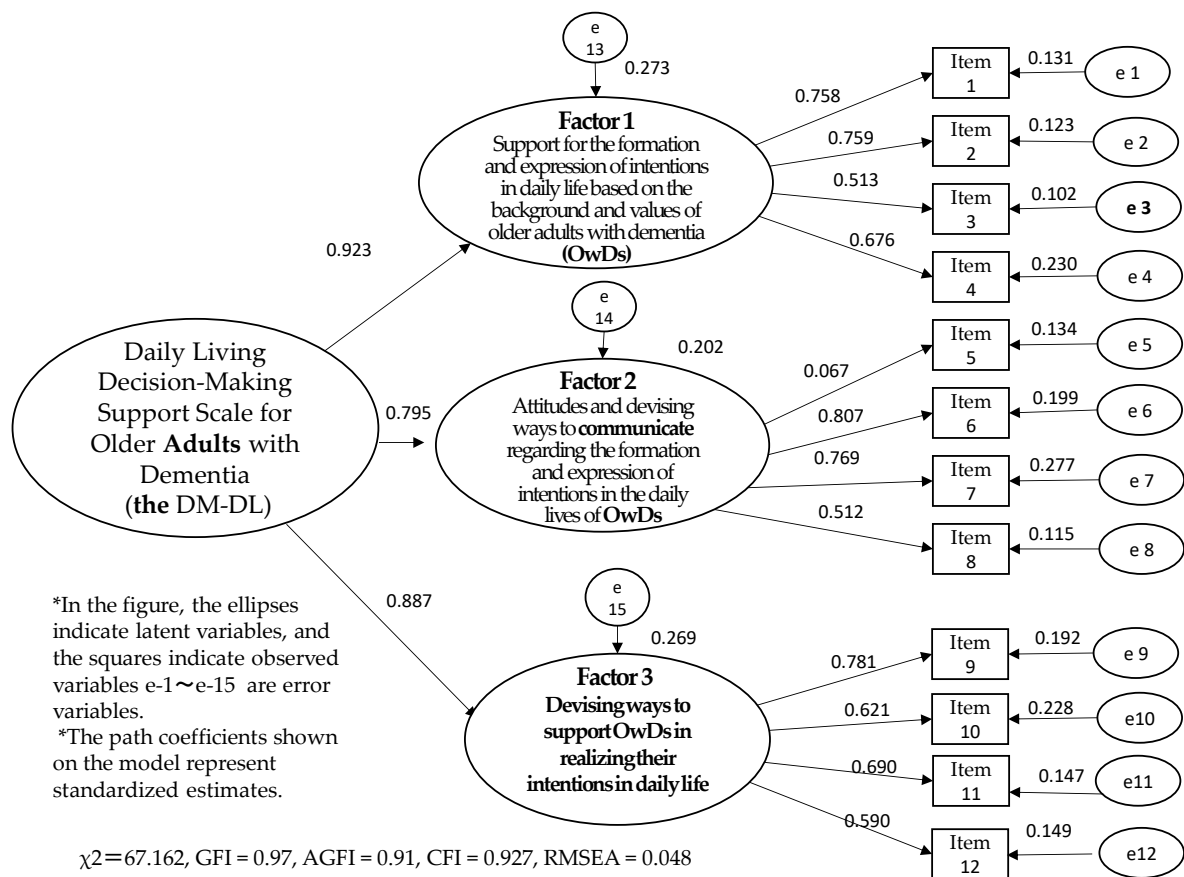 e
13
0.273
Factor 1
Support for the formation
and expression of intentions
in daily life based on the
background and values of
older adults with dementia
(OwDs)
0.758
0.759
0.513
0.676
Item
1
0.131
e 1
Item
2
0.123
e 2
Item
3
0.102
e 3
Item
4
0.230
e 4
0.923
e
14
0.202
Daily Living
Decision-Making
Support Scale for
Older Adults with
Dementia
(the DM-DL)
0.795
Factor 2
Attitudes and devising
ways to communicate
regarding the formation
and expression of
intentions in the daily
lives of OwDs
0.067
0.807
0.769
0.512
Item
5
0.134
e 5
Item
6
0.199
e 6
Item
7
0.277
e 7
Item
8
0.115
e 8
0.887
e
15
0.269
Factor 3
Devising ways to
support OwDs in
realizing their
intentions in daily life
0.781
0.621
0.690
0.590
Item
9
0.192
e 9
Item
10
0.228
e10
Item
11
0.147
e11
Item
12
0.149
e12
*In the figure, the ellipses
indicate latent variables, and
the squares indicate observed
variables e-1～e-15 are error
variables.
*The path coefficients shown
on the model represent
standardized estimates.
χ2＝67.162, GFI = 0.97, AGFI = 0.91, CFI = 0.927, RMSEA = 0.048